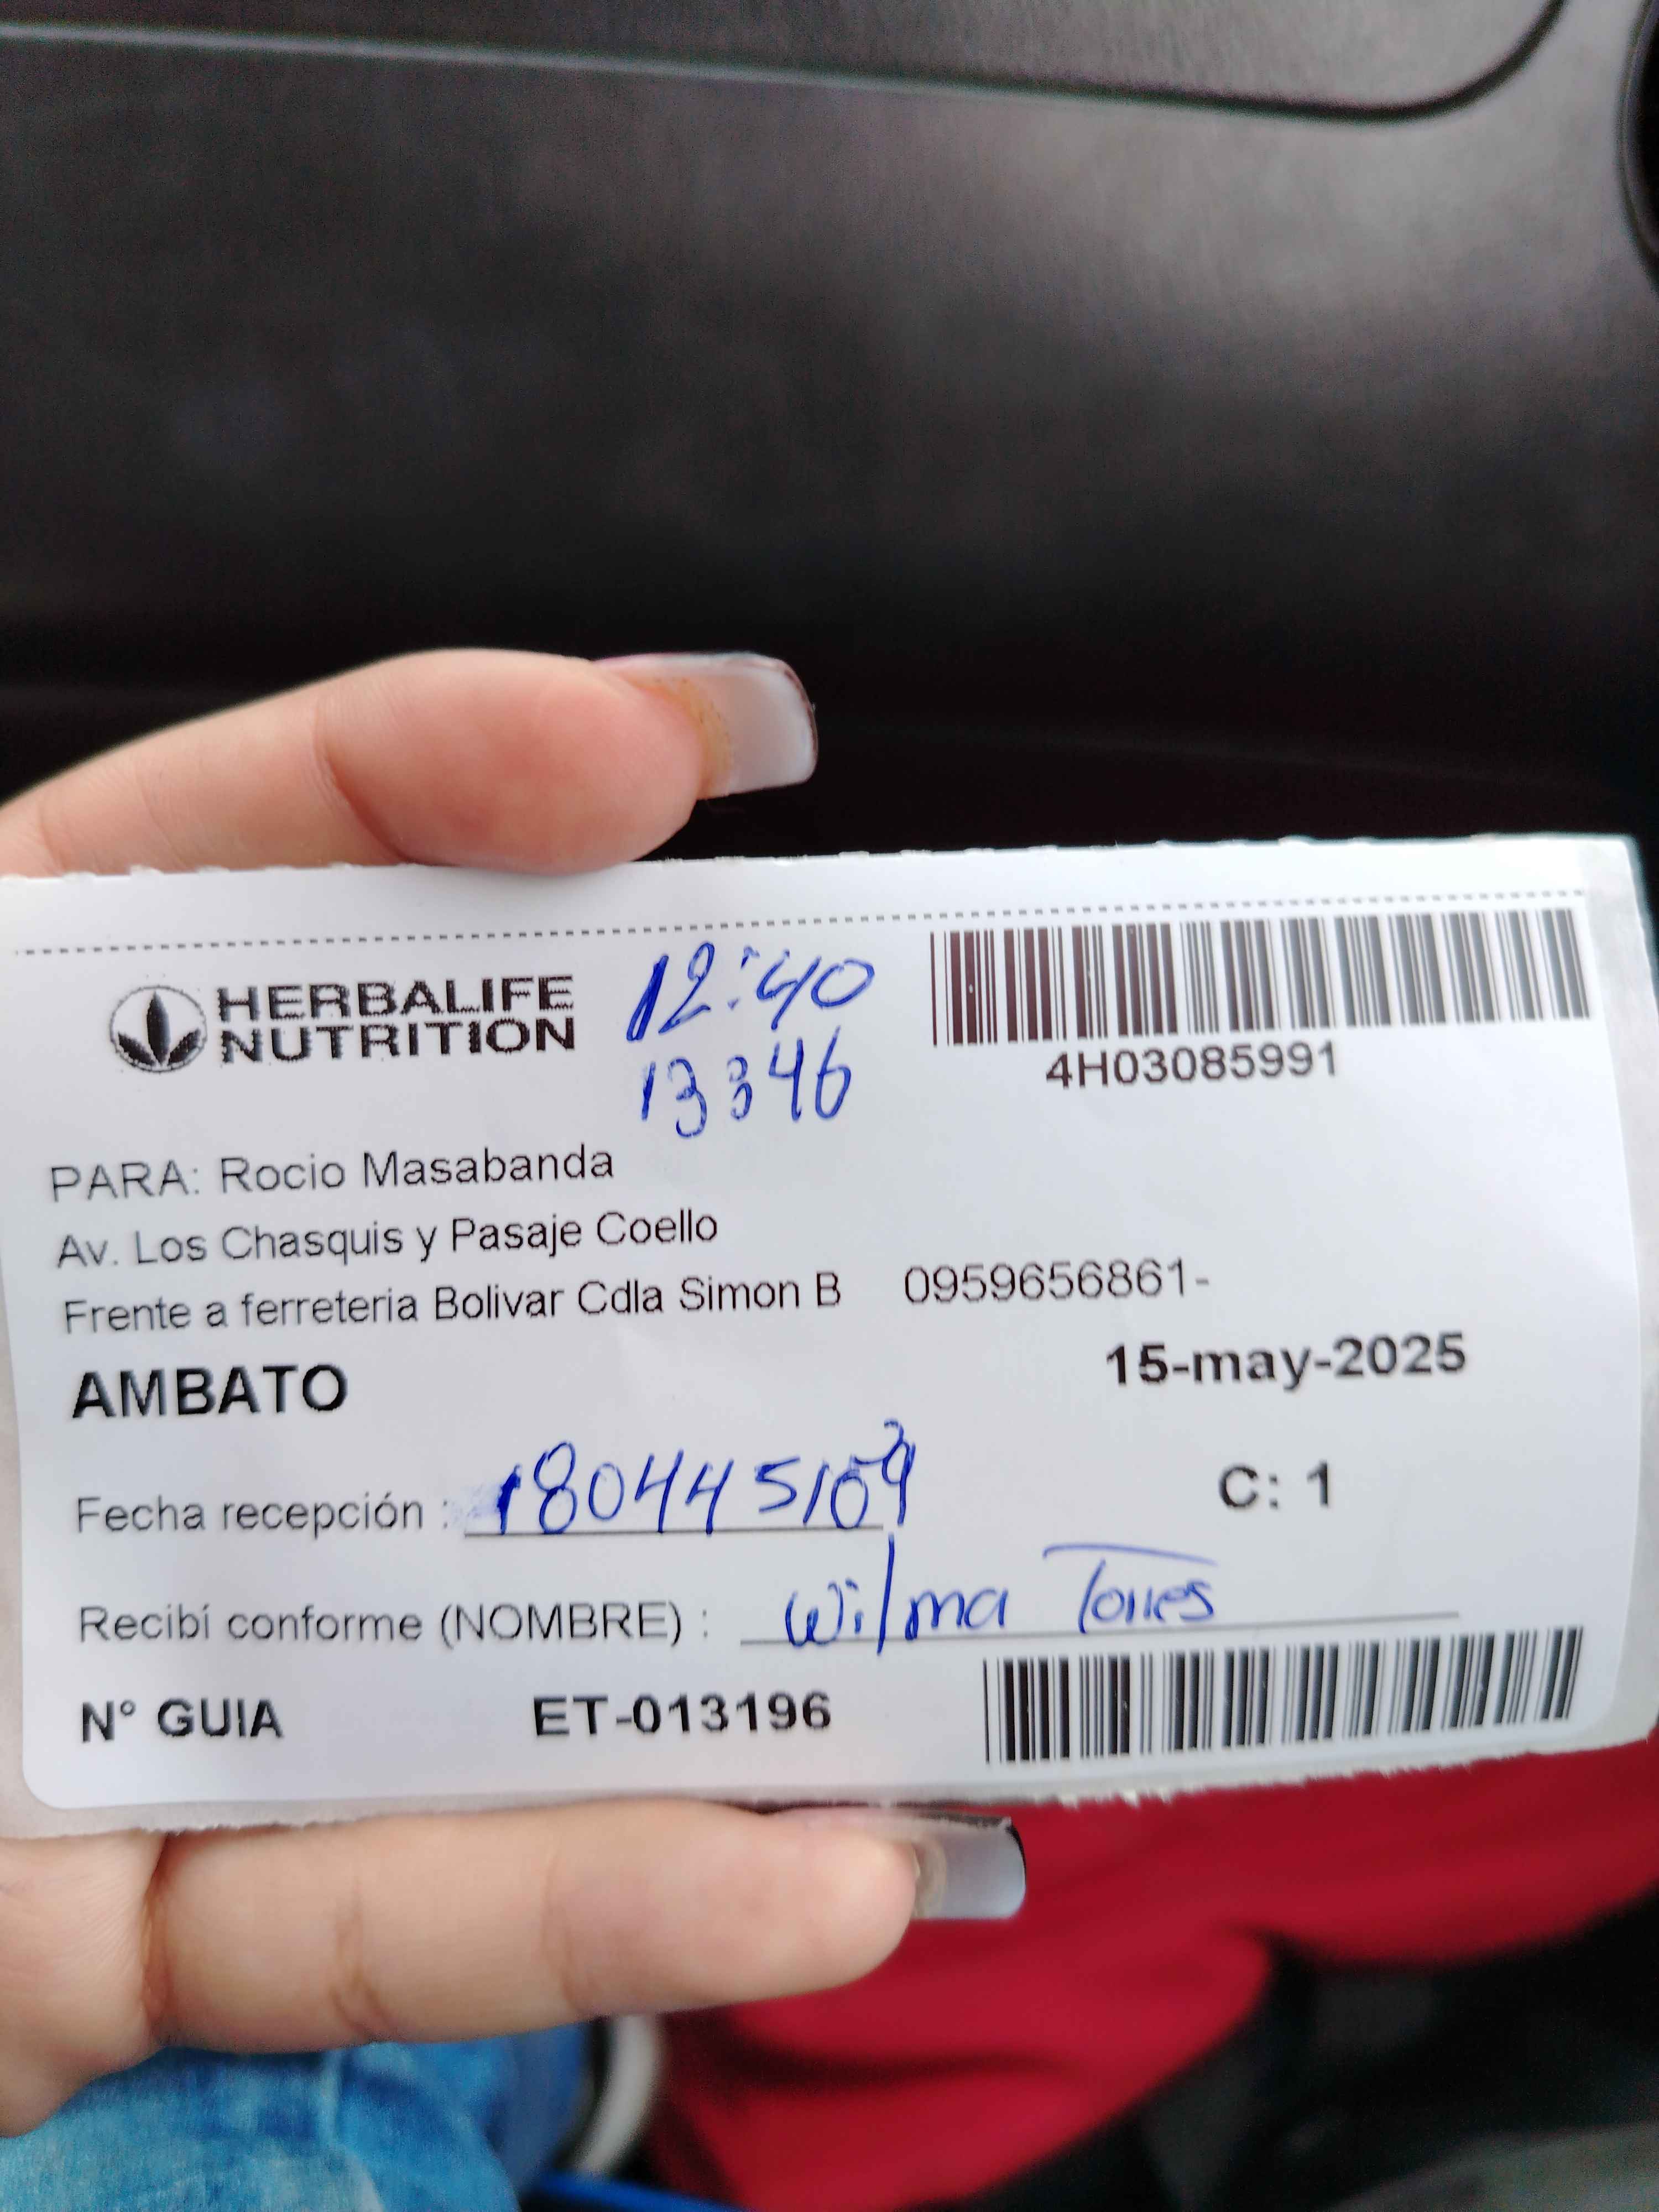 HERBALIFE
NUTRITION
12:40
13346
4H03085991
PARA: Rocio Masabanda
Av. Los Chasquis y Pasaje Coello
Frente a ferreteria Bolivar Cdla Simon B 0959656861-
AMBATO
15-may-2025
Fecha recepción :
C: 1
Recibí conforme (NOMBRE) : Wilma Torres
N° GUIA ET-013196